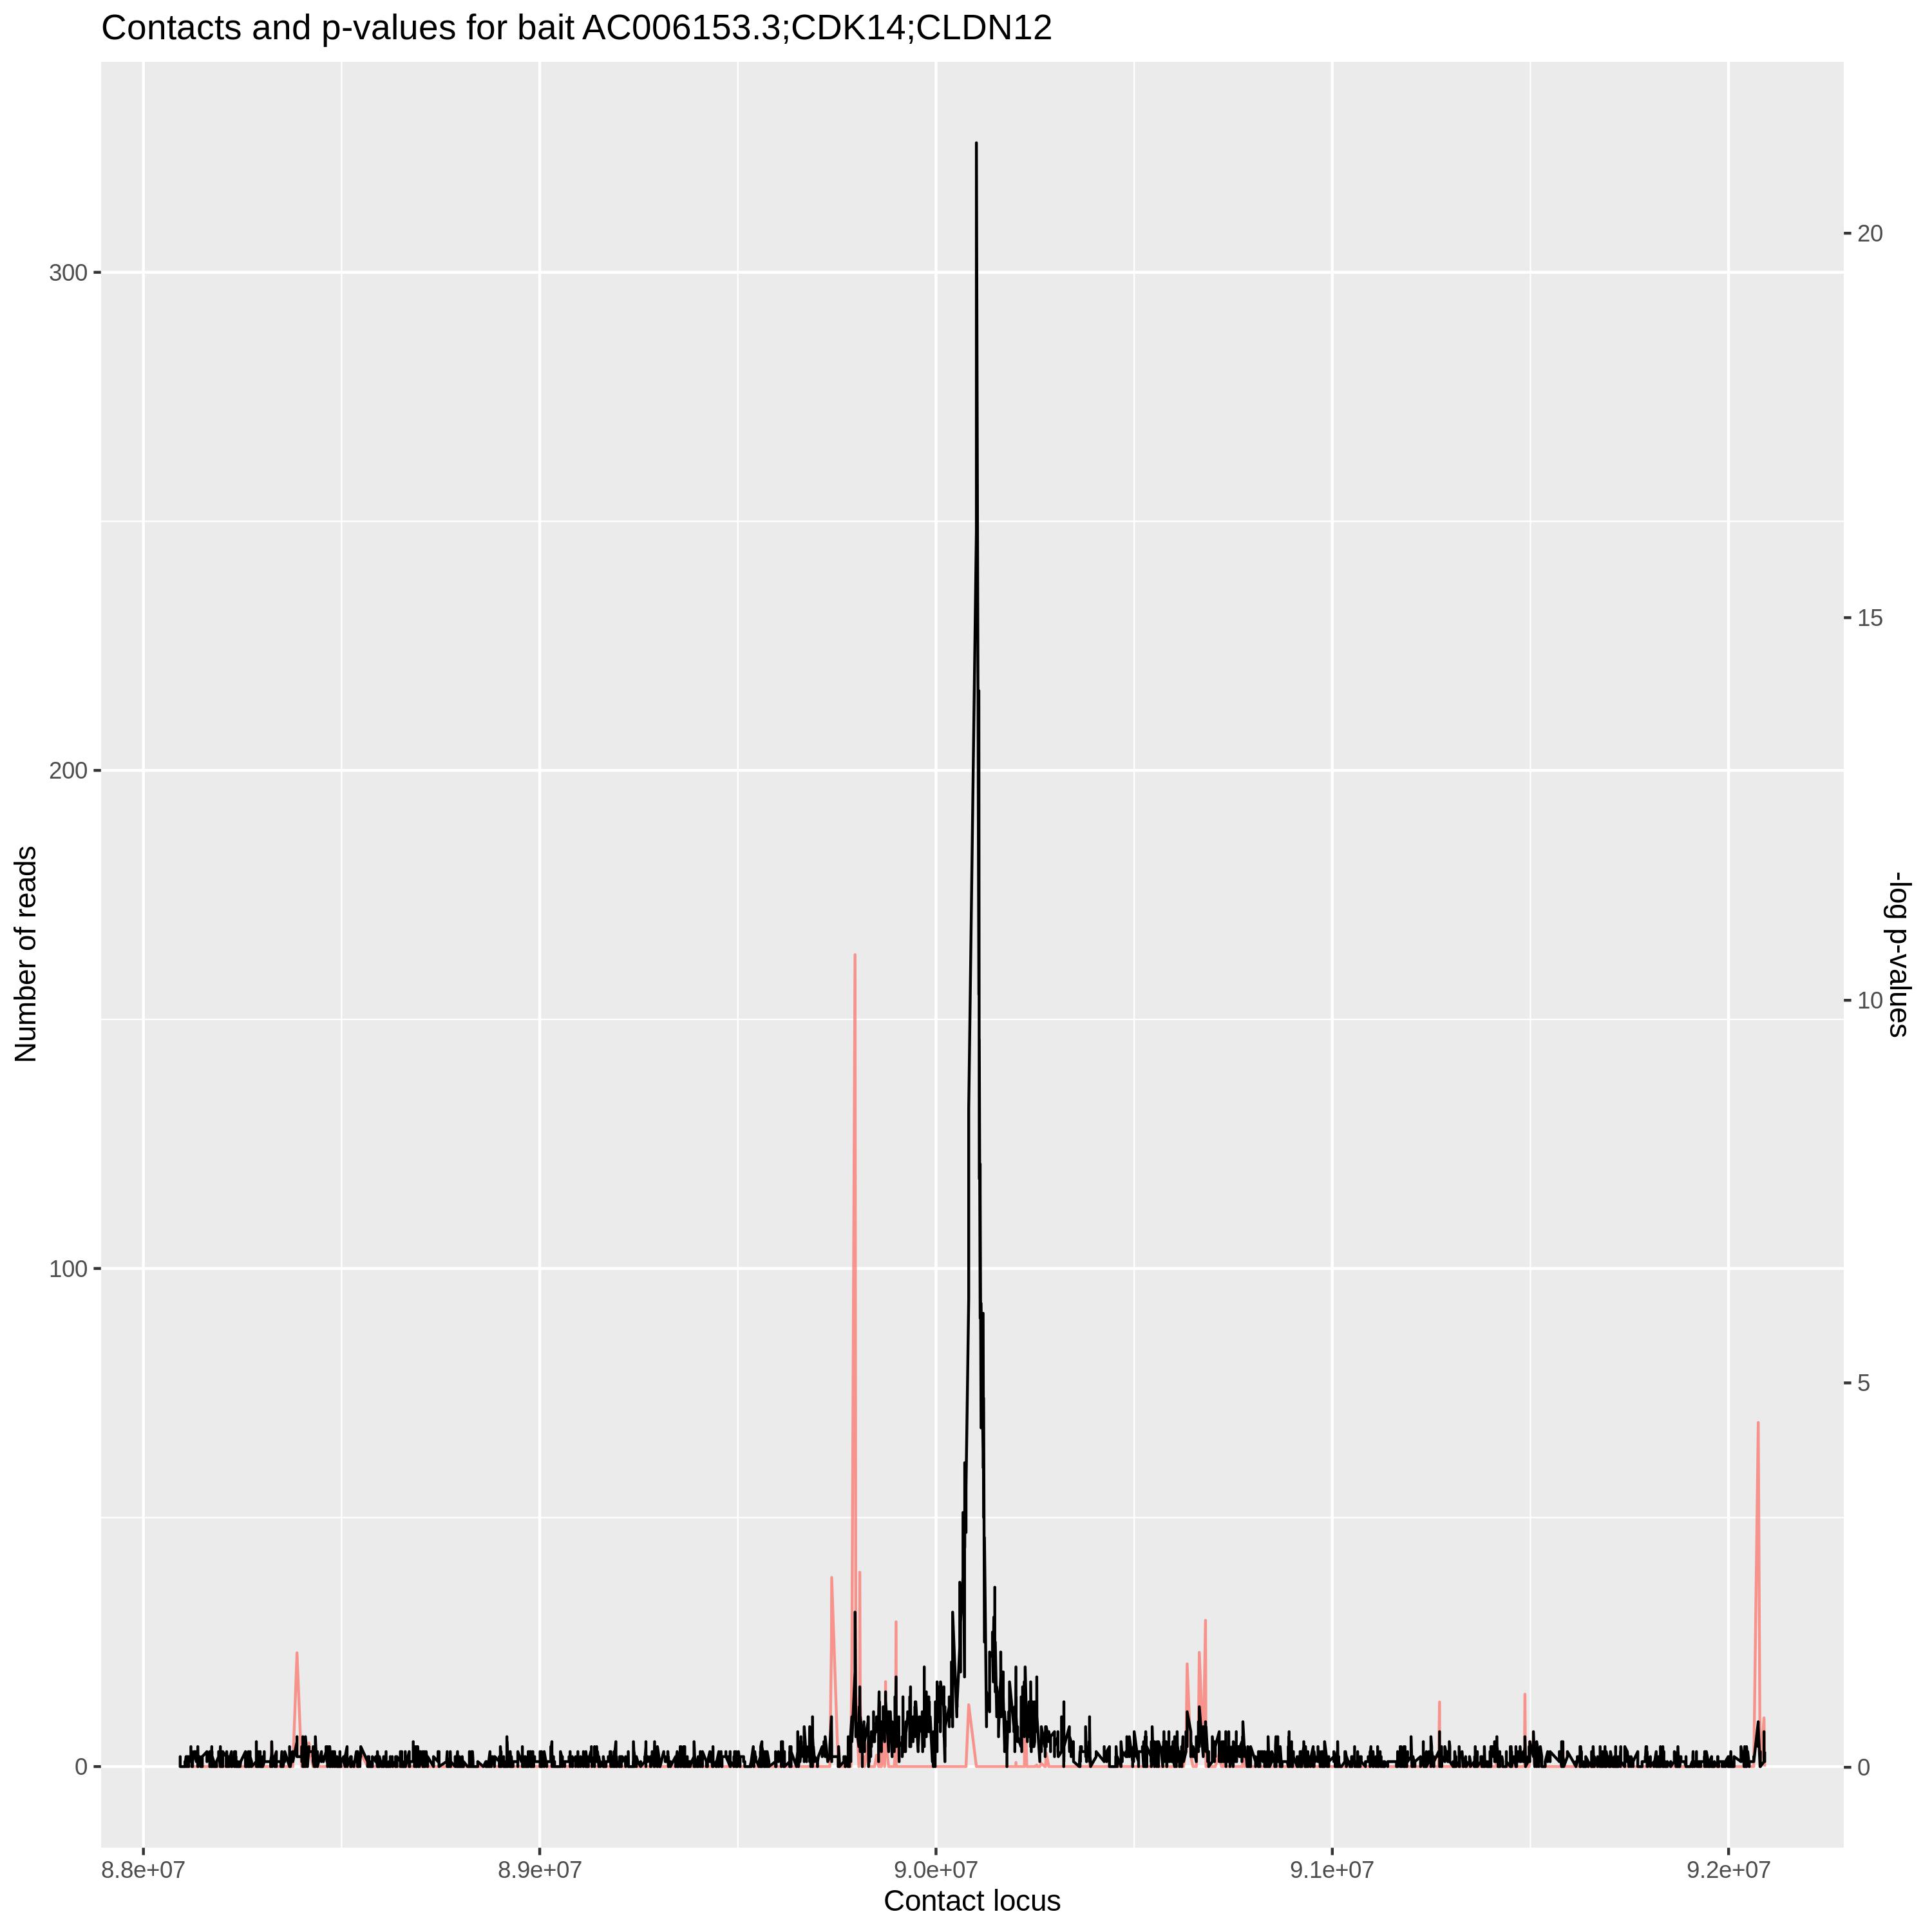 Contacts and p-values for bait AC006153.3;CDK14;CLDN12
300
200
100
0
Number of reads
20
15
10
5
0
-log p-values
8.8e+07
8.9e+07
9.0e+07
9.1e+07
9.2e+07
Contact locus